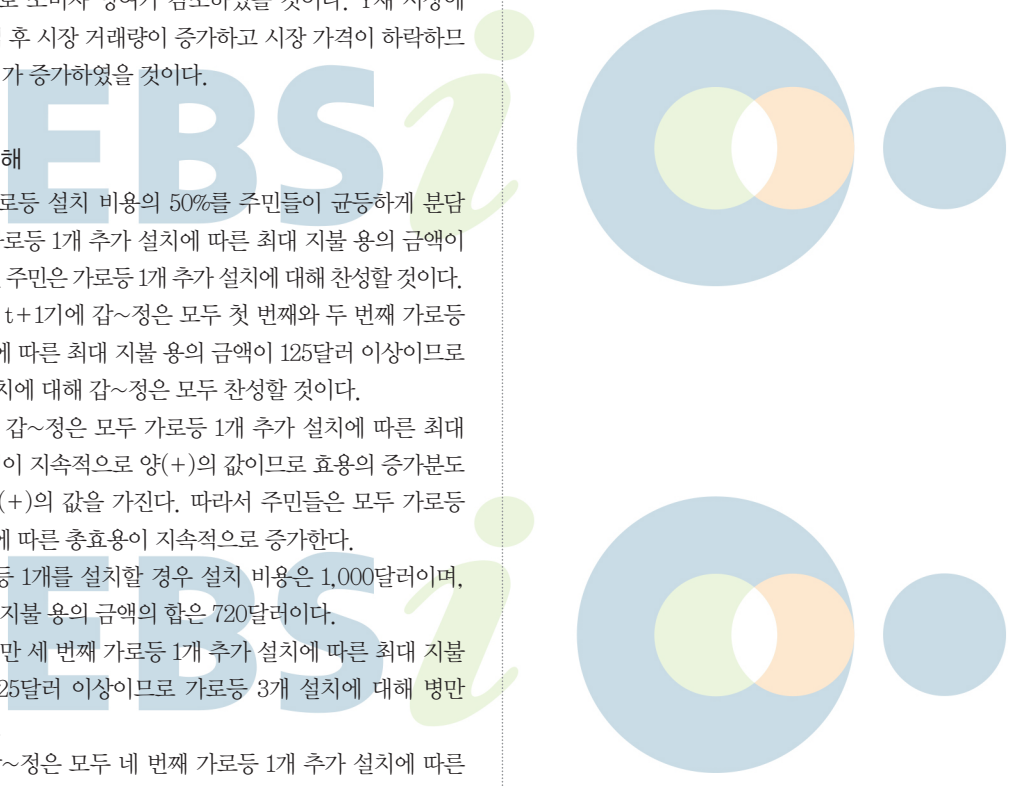 로 소비자 잉여가 감소하였을 것이다. Y재 시장에
후 시장 거래량이 증가하고 시장 가격이 하락하므
가 증가하였을 것이다.
해
로등 설치 비용의 50%를 주민들이 균등하게 분담
로등 1개 추가 설치에 따른 최대 지불 용의 금액이
주민은 가로등 1개 추가 설치에 대해 찬성할 것이다.
t+1기에 갑~정은 모두 첫 번째와 두 번째 가로등
에 따른 최대 지불 용의 금액이 125달러 이상이므로
치에 대해 갑~정은 모두 찬성할 것이다.
갑~정은 모두 가로등 1개 추가 설치에 따른 최대
이 지속적으로 양(+)의 값이므로 효용의 증가분도
(+)의 값을 가진다. 따라서 주민들은 모두 가로등
에 따른 총효용이 지속적으로 증가한다.
등 1개를 설치할 경우 설치 비용은 1,000달러이며,
지불 용의 금액의 합은 720달러이다.
만 세 번째 가로등 1개 추가 설치에 따른 최대 지불
25달러 이상이므로 가로등 3개 설치에 대해 병만
~정은 모두 네 번째 가로등 1개 추가 설치에 따른
EBSi
EBSi